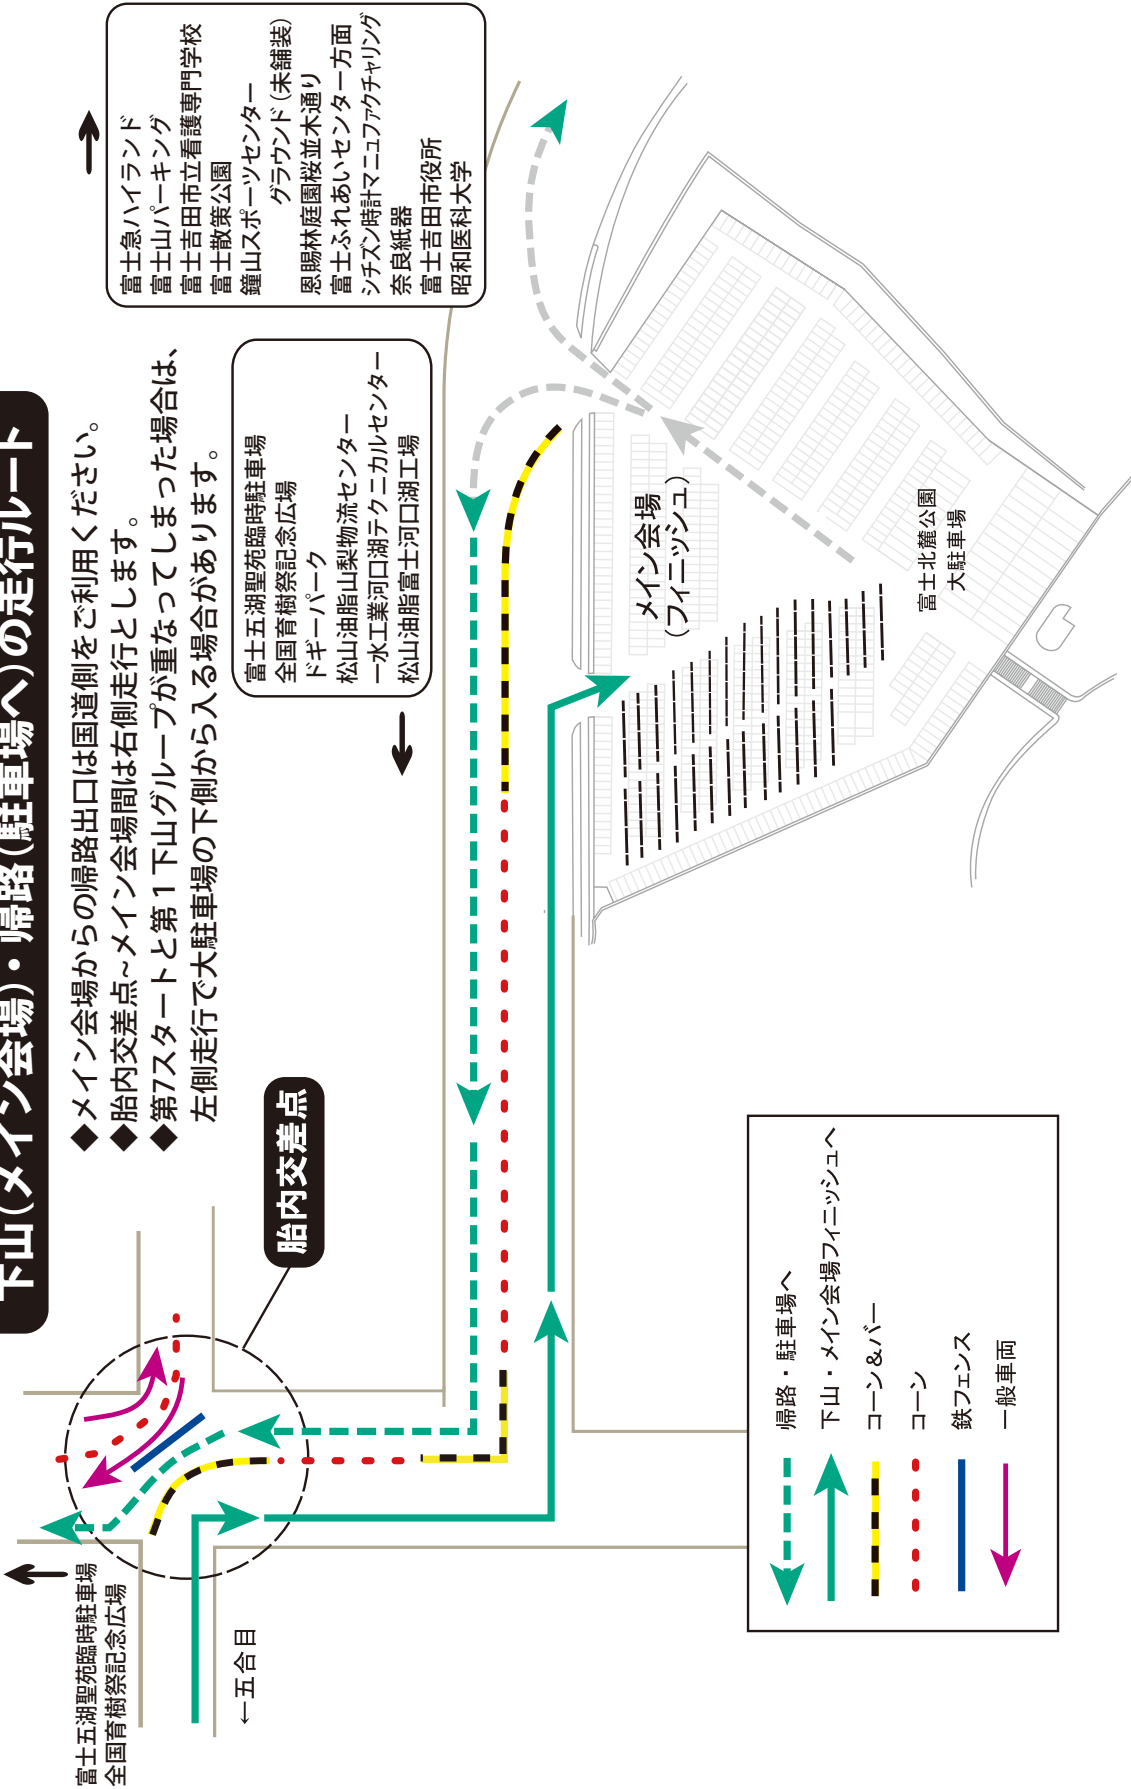 下山(メイン会場)・帰路(駐車場へ)の走行ルート
◆メイン会場からの帰路出口は国道側をご利用ください。
◆胎内交差点~メイン会場間は右側走行とします。
◆第7スタートと第１下山グループが重なってしまった場合は、
左側走行で大駐車場の下側から入る場合があります。
富士急ハイランド
富士山パーキング
富士吉田市立看護専門学校
富士散策公園
鐘山スポーツセンター
グラウンド(未舗装)
恩賜林庭園桜並木通り
富士ふれあいセンター方面
シチズン時計マニュファクチャリング
奈良紙器
富士吉田市役所
昭和医科大学
富士五湖聖苑臨時駐車場
全国育樹祭記念広場
ドギーパーク
松山油脂山梨物流センター
一水工業河口湖テクニカルセンター
松山油脂富士河口湖工場
胎内交差点
富士五湖聖苑臨時駐車場
全国育樹祭記念広場
←五合目
メイン会場
(フィニッシュ)
富士北麓公園
大駐車場
帰路・駐車場へ
下山・メイン会場フィニッシュへ
コーン&バー
コーン
鉄フェンス
一般車両